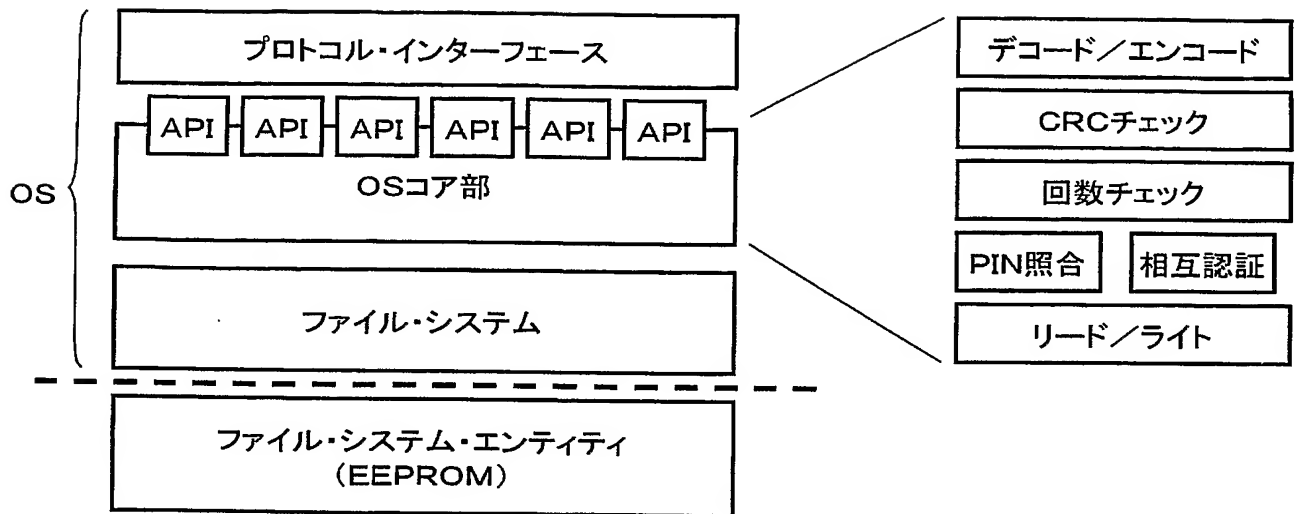 プロトコル・インターフェース
API API API API API API
OSコア部
OS
ファイル・システム
ファイル・システム・エンティティ
(EEPROM)
デコード/エンコード
CRCチェック
回数チェック
PIN照合 相互認証
リード/ライト